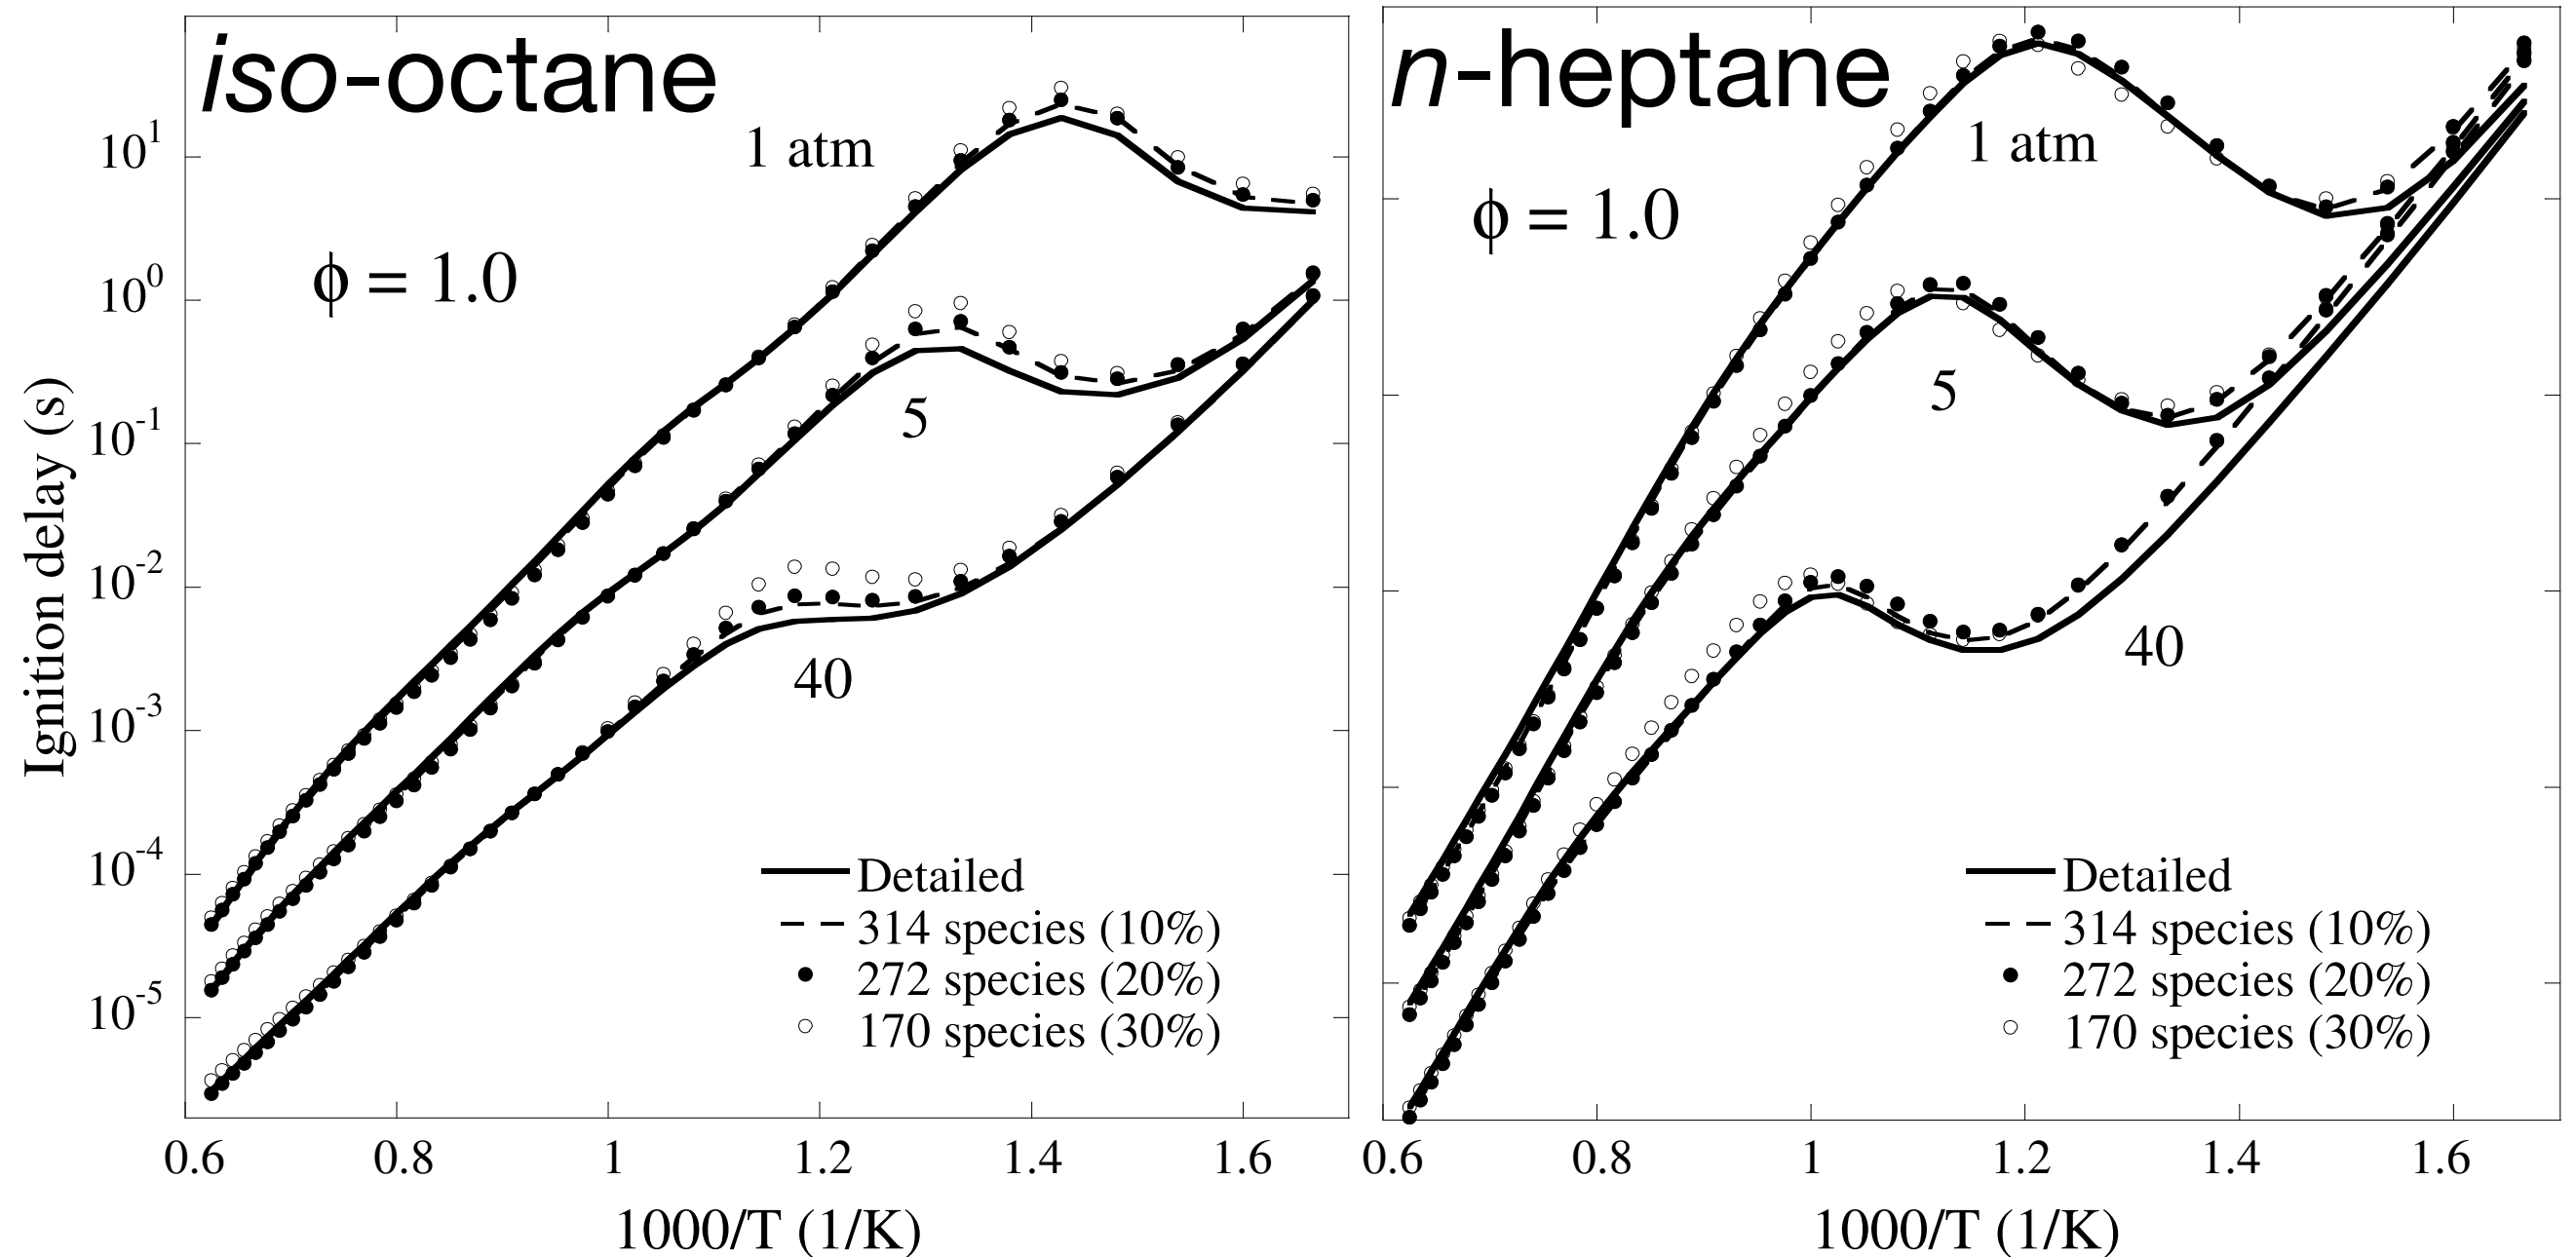 iso-octane
1 atm
ϕ = 1.0
5
40
Ignition delay (s)
10^1
10^0
10^-1
10^-2
10^-3
10^-4
10^-5
Detailed
314 species (10%)
272 species (20%)
170 species (30%)
0.6 0.8 1 1.2 1.4 1.6
1000/T (1/K)
n-heptane
1 atm
ϕ = 1.0
5
40
Detailed
314 species (10%)
272 species (20%)
170 species (30%)
0.6 0.8 1 1.2 1.4 1.6
1000/T (1/K)